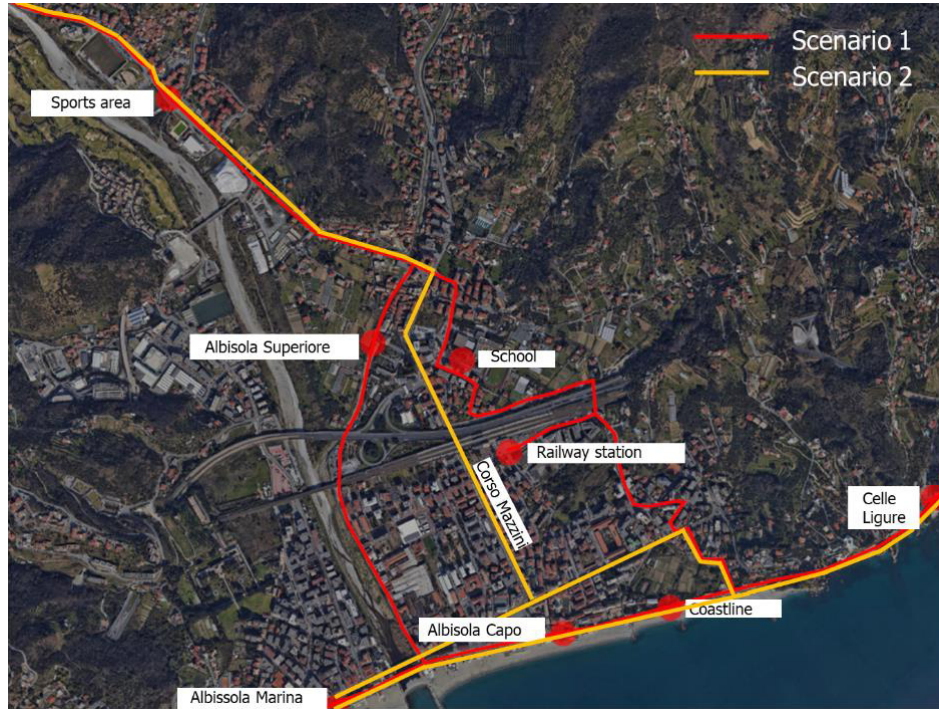 Scenario 1
Scenario 2
Sports area
Albisola Superiore
School
Railway station
Corso Mazzini
Celle
Ligure
Coastline
Albisola Capo
Albissola Marina